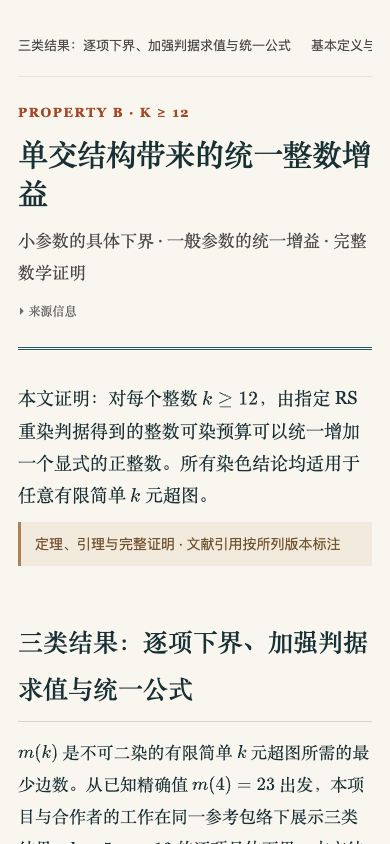 三类结果：逐项下界、加强判据求值与统一公式 基本定义与
PROPERTY B · K ≥ 12
单交结构带来的统一整数增
益
小参数的具体下界 · 一般参数的统一增益 · 完整
数学证明
来源信息
本文证明：对每个整数 k ≥ 12，由指定 RS
重染判据得到的整数可染预算可以统一增加
一个显式的正整数。所有染色结论均适用于
任意有限简单 k 元超图。
定理、引理与完整证明 · 文献引用按所列版本标注
三类结果：逐项下界、加强判据
求值与统一公式
m(k) 是不可二染的有限简单 k 元超图所需的最
少边数。从已知精确值 m(4) = 23 出发，本项
目与合作者的工作在同一参考包络下展示三类